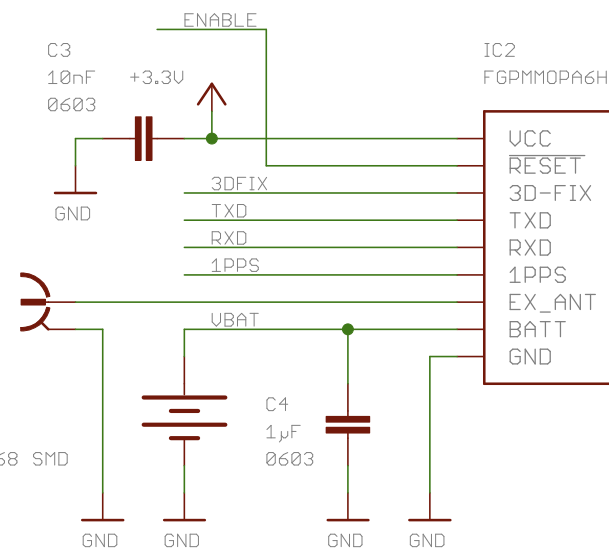 ENABLE
C3
10nF
0603
+3.3V
GND
IC2
FGPMMOPA6H
VCC
RESET
3DFIX
3D-FIX
TXD
TXD
RXD
RXD
1PPS
1PPS
EX_ANT
VBAT
BATT
GND
C4
1µF
0603
68 SMD
GND
GND
GND
GND